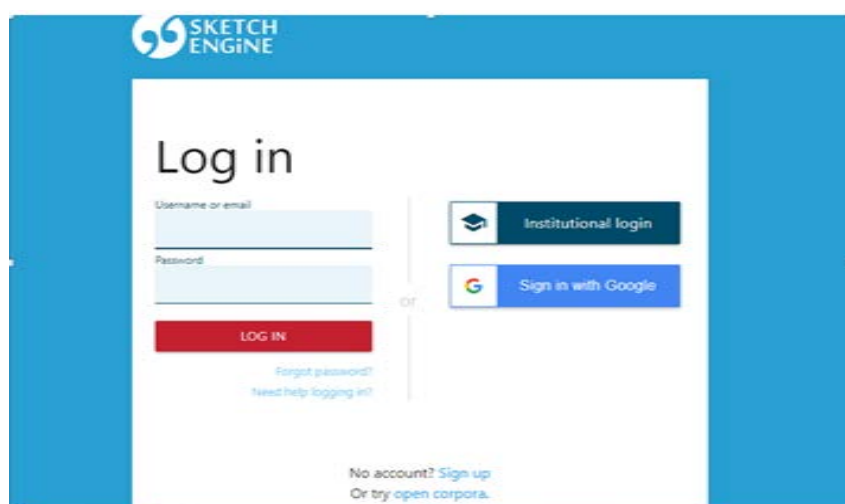 SKETCH
ENGiNE
Log in
Username or email
Password
LOG IN
Forgot password?
Need help logging in?
or
Institutional login
Sign in with Google
No account? Sign up
Or try open corpora.